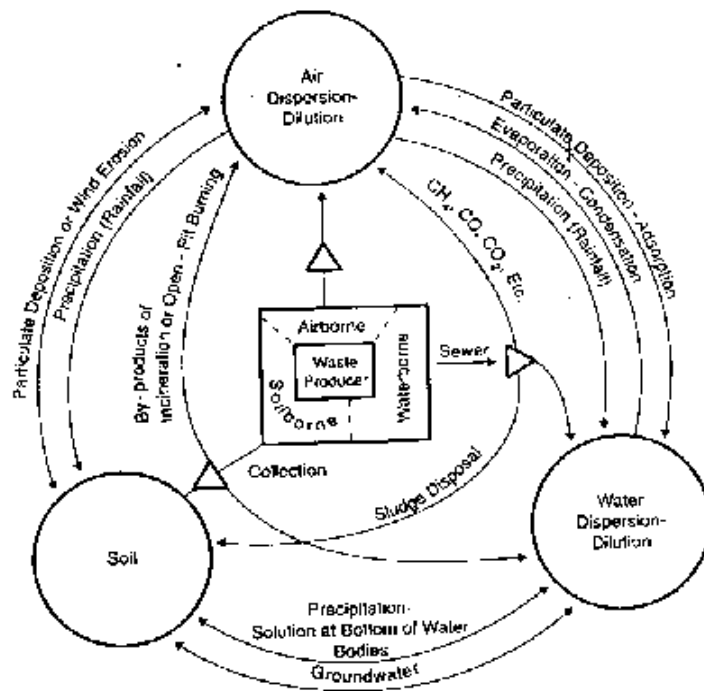 Air
Dispersion-
Dilution
Particulate Deposition or Wind Erosion
Precipitation (Rainfall)
By-products of
Incineration or Open-Pit Burning
CH₄, CO, CO₂, Etc.
Particulate Deposition - Adsorption
Evaporation - Condensation
Precipitation (Rainfall)
Airborne
Waste
Producer
Soilborne
Waterborne
Sewer
Collection
Sludge Disposal
Soil
Water
Dispersion-
Dilution
Precipitation-
Solution at Bottom of Water
Bodies
Groundwater